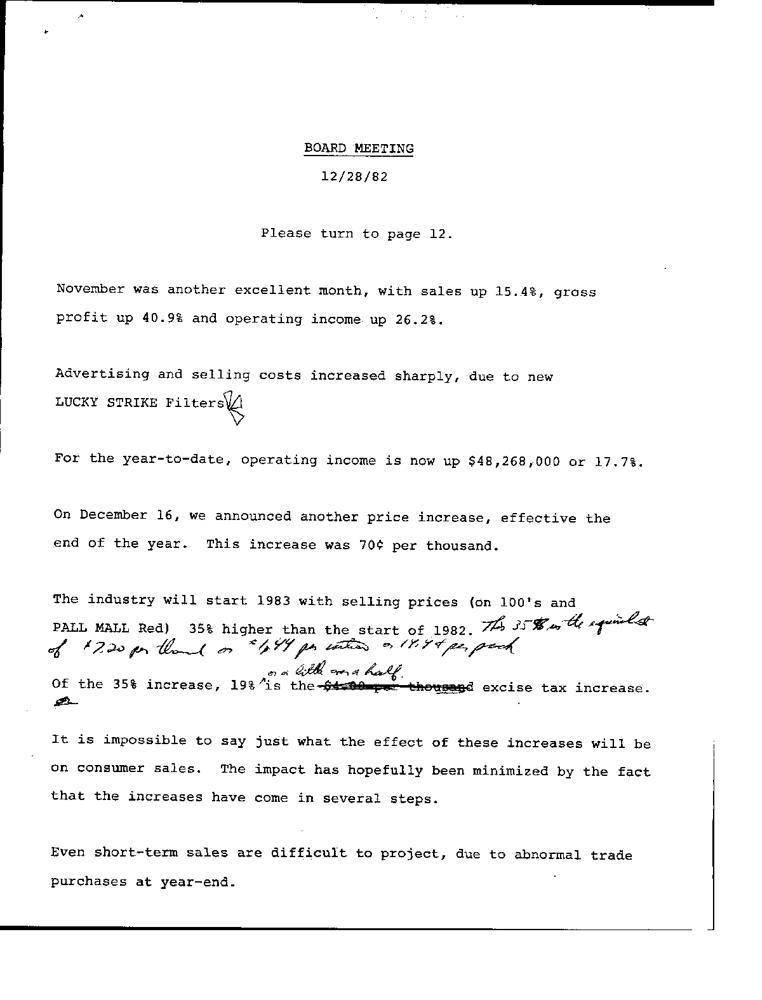 BOARD MEETING
12/28/82
Please turn to page 12.
November was another excellent month, with sales up 15.4%, gross
profit up 40.9% and operating income up 26.2%.
Advertising and selling costs increased sharply, due to new
LUCKY STRIKE Filters
For the year-to-date, operating income is now up $48,268,000 or 17.7%.
On December 16, we announced another price increase, effective the
end of the year. This increase was 70¢ per thousand.
The industry will start 1983 with selling prices (on 100's and
PALL MALL Red) 35% higher than the start of 1982. This 35% is the equivalent
of $7.20 per thousand or $1.44 per carton or 14.4¢ per pack
or a little over a half.
Of the 35% increase, 19% is the $4.00 per thousand excise tax increase.
It is impossible to say just what the effect of these increases will be
on consumer sales. The impact has hopefully been minimized by the fact
that the increases have come in several steps.
Even short-term sales are difficult to project, due to abnormal trade
purchases at year-end.